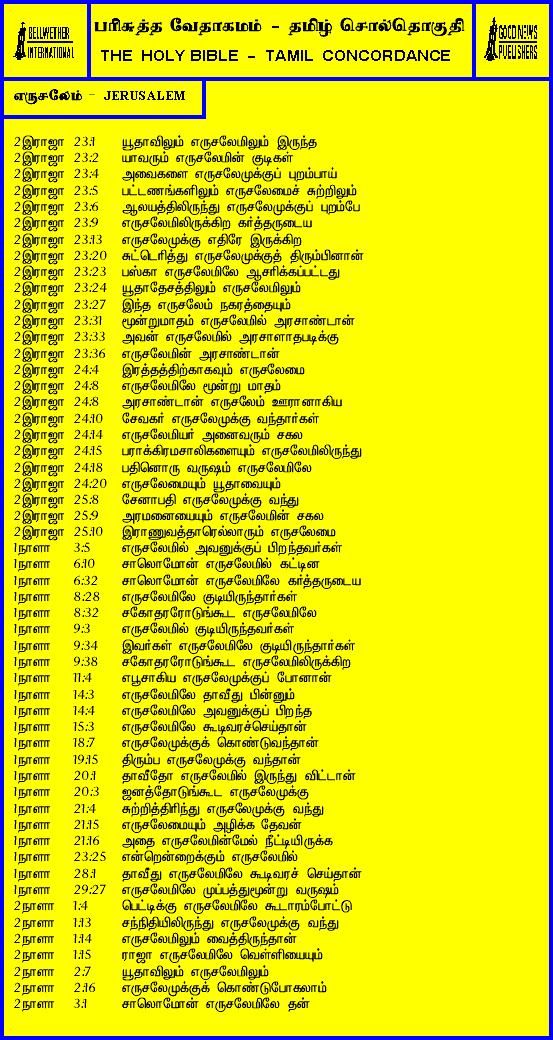 BELLWETHER
INTERNATIONAL
பரிசுத்த வேதாகமம் - தமிழ் சொல்தொகுதி
THE HOLY BIBLE - TAMIL CONCORDANCE
GOOD NEWS
PUBLISHERS
எருசலேம் - JERUSALEM
2இராஜா 23:1 யூதாவிலும் எருசலேமிலும் இருந்த
2இராஜா 23:2 யாவரும் எருசலேமின் குடிகள்
2இராஜா 23:4 அவைகளை எருசலேமுக்குப் புறம்பாய்
2இராஜா 23:5 பட்டணங்களிலும் எருசலேமைச் சுற்றிலும்
2இராஜா 23:6 ஆலயத்திலிருந்து எருசலேமுக்குப் புறம்பே
2இராஜா 23:9 எருசலேமிலிருக்கிற கர்த்தருடைய
2இராஜா 23:13 எருசலேமுக்கு எதிரே இருக்கிற
2இராஜா 23:20 சுட்டெரித்து எருசலேமுக்குத் திரும்பினான்
2இராஜா 23:23 பஸ்கா எருசலேமிலே ஆசரிக்கப்பட்டது
2இராஜா 23:24 யூதாதேசத்திலும் எருசலேமிலும்
2இராஜா 23:27 இந்த எருசலேம் நகரத்தையும்
2இராஜா 23:31 மூன்றுமாதம் எருசலேமில் அரசாண்டான்
2இராஜா 23:33 அவன் எருசலேமில் அரசாளாதபடிக்கு
2இராஜா 23:36 எருசலேமின் அரசாண்டான்
2இராஜா 24:4 இரத்தத்திற்காகவும் எருசலேமை
2இராஜா 24:8 எருசலேமிலே மூன்று மாதம்
2இராஜா 24:8 அரசாண்டான் எருசலேம் ஊரானாகிய
2இராஜா 24:10 சேவகர் எருசலேமுக்கு வந்தார்கள்
2இராஜா 24:14 எருசலேமியர் அனைவரும் சகல
2இராஜா 24:15 பராக்கிரமசாலிகளையும் எருசலேமிலிருந்து
2இராஜா 24:18 பதினொரு வருஷம் எருசலேமிலே
2இராஜா 24:20 எருசலேமையும் யூதாவையும்
2இராஜா 25:8 சேனாபதி எருசலேமுக்கு வந்து
2இராஜா 25:9 அரமனையையும் எருசலேமின் சகல
2இராஜா 25:10 இராணுவத்தாரெல்லாரும் எருசலேமை
1நாளா 3:5 எருசலேமில் அவனுக்குப் பிறந்தவர்கள்
1நாளா 6:10 சாலொமோன் எருசலேமில் கட்டின
1நாளா 6:32 சாலொமோன் எருசலேமிலே கர்த்தருடைய
1நாளா 8:28 எருசலேமிலே குடியிருந்தார்கள்
1நாளா 8:32 சகோதரரோடுங்கூட எருசலேமிலே
1நாளா 9:3 எருசலேமில் குடியிருந்தவர்கள்
1நாளா 9:34 இவர்கள் எருசலேமிலே குடியிருந்தார்கள்
1நாளா 9:38 சகோதரரோடுங்கூட எருசலேமிலிருக்கிற
1நாளா 11:4 எபூசாகிய எருசலேமுக்குப் போனான்
1நாளா 14:3 எருசலேமிலே தாவீது பின்னும்
1நாளா 14:4 எருசலேமிலே அவனுக்குப் பிறந்த
1நாளா 15:3 எருசலேமிலே கூடிவரச்செய்தான்
1நாளா 18:7 எருசலேமுக்குக் கொண்டுவந்தான்
1நாளா 19:15 திரும்ப எருசலேமுக்கு வந்தான்
1நாளா 20:1 தாவீதோ எருசலேமில் இருந்து விட்டான்
1நாளா 20:3 ஜனத்தோடுங்கூட எருசலேமுக்கு
1நாளா 21:4 சுற்றித்திரிந்து எருசலேமுக்கு வந்து
1நாளா 21:15 எருசலேமையும் அழிக்க தேவன்
1நாளா 21:16 அதை எருசலேமின்மேல் நீட்டியிருக்க
1நாளா 23:25 என்றென்றைக்கும் எருசலேமில்
1நாளா 28:1 தாவீது எருசலேமிலே கூடிவரச் செய்தான்
1நாளா 29:27 எருசலேமிலே முப்பத்துமூன்று வருஷம்
2நாளா 1:4 பெட்டிக்கு எருசலேமிலே கூடாரம்போட்டு
2நாளா 1:13 சந்நிதியிலிருந்து எருசலேமுக்கு வந்து
2நாளா 1:14 எருசலேமிலும் வைத்திருந்தான்
2நாளா 1:15 ராஜா எருசலேமிலே வெள்ளியையும்
2நாளா 2:7 யூதாவிலும் எருசலேமிலும்
2நாளா 2:16 எருசலேமுக்குக் கொண்டுபோகலாம்
2நாளா 3:1 சாலொமோன் எருசலேமிலே தன்